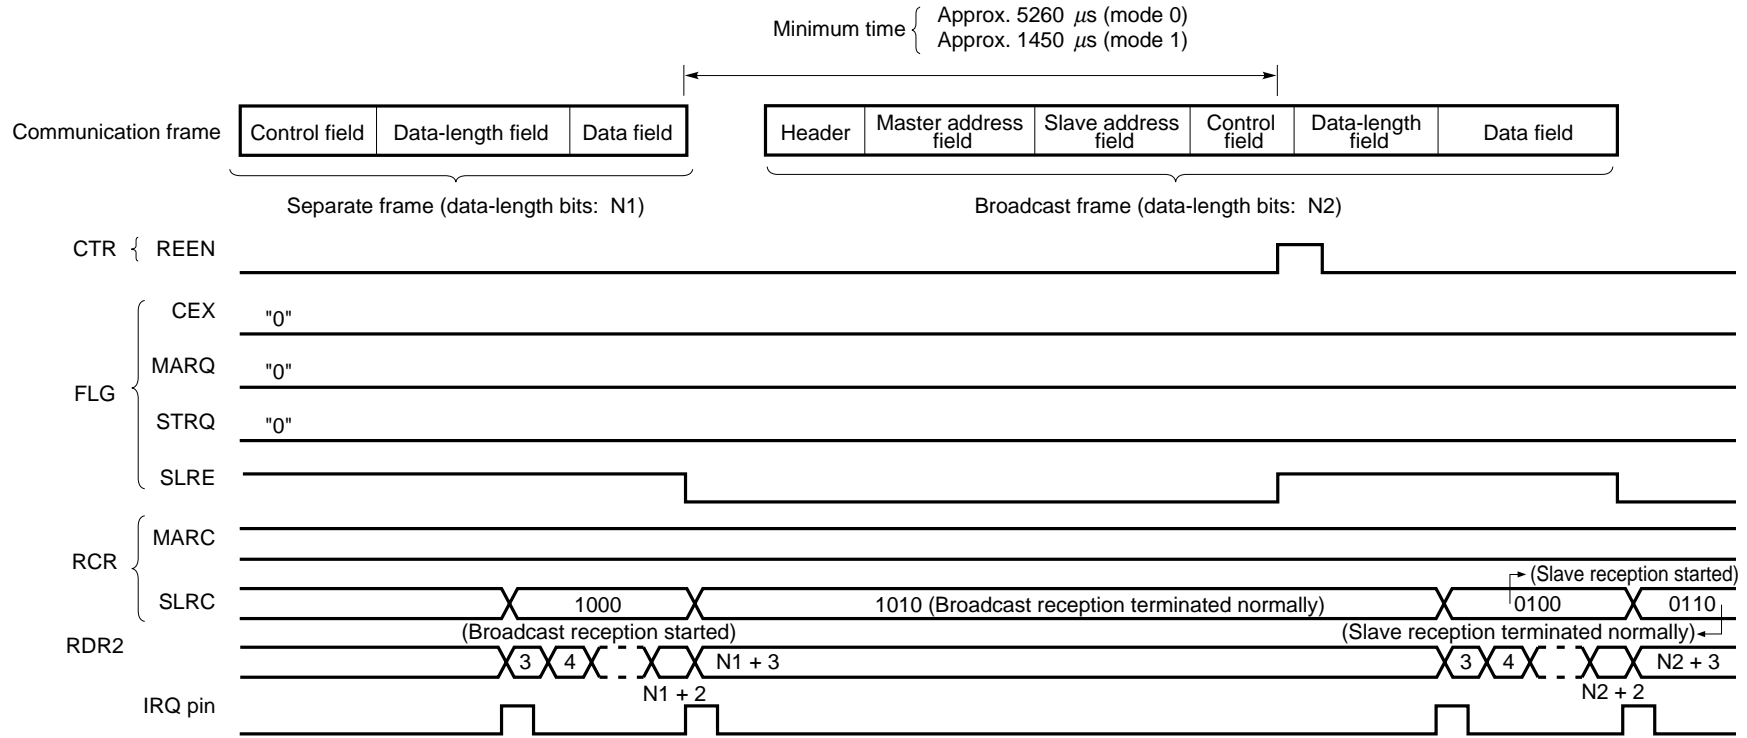 Minimum time
Approx. 5260 μs (mode 0)
Approx. 1450 μs (mode 1)
Communication frame
Control field
Data-length field
Data field
Header
Master address
field
Slave address
field
Control
field
Data-length
field
Data field
Separate frame (data-length bits: N1)
Broadcast frame (data-length bits: N2)
CTR
REEN
FLG
CEX
"0"
MARQ
"0"
STRQ
"0"
SLRE
RCR
MARC
(Slave reception started)
SLRC
1000
1010 (Broadcast reception terminated normally)
0100
0110
(Broadcast reception started)
(Slave reception terminated normally)
RDR2
3
4
N1 + 3
3
4
N2 + 3
N1 + 2
N2 + 2
IRQ pin